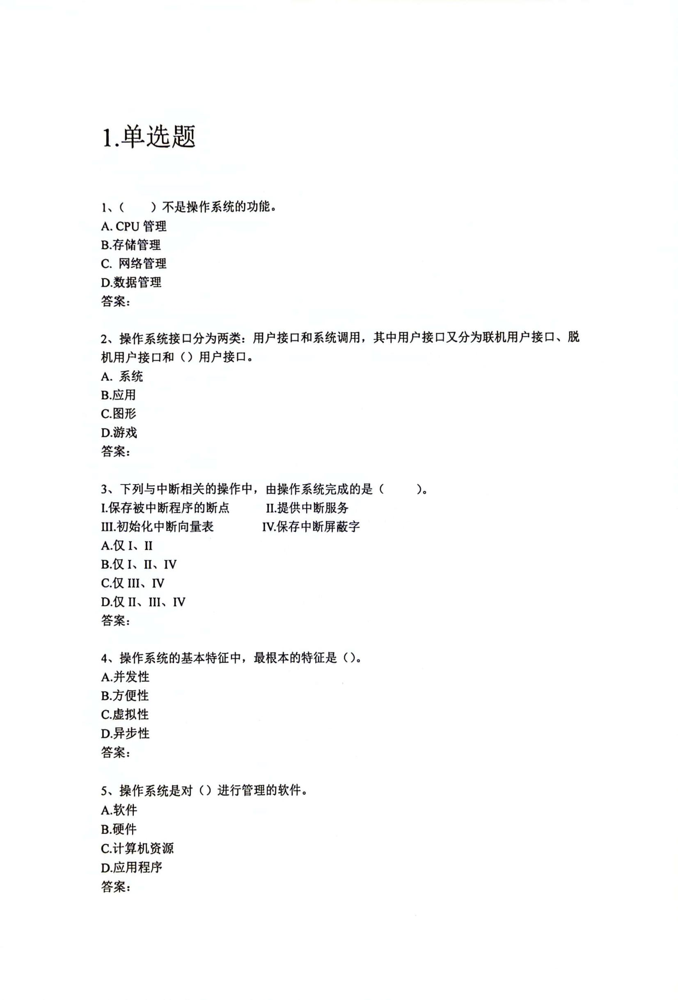 1.单选题
1、（　　）不是操作系统的功能。
A. CPU 管理
B.存储管理
C. 网络管理
D.数据管理
答案：
2、操作系统接口分为两类：用户接口和系统调用，其中用户接口又分为联机用户接口、脱
机用户接口和（）用户接口。
A. 系统
B.应用
C.图形
D.游戏
答案：
3、下列与中断相关的操作中，由操作系统完成的是（　　）。
I.保存被中断程序的断点　　II.提供中断服务
III.初始化中断向量表　　IV.保存中断屏蔽字
A.仅 I、II
B.仅 I、II、IV
C.仅 III、IV
D.仅 II、III、IV
答案：
4、操作系统的基本特征中，最根本的特征是（）。
A.并发性
B.方便性
C.虚拟性
D.异步性
答案：
5、操作系统是对（）进行管理的软件。
A.软件
B.硬件
C.计算机资源
D.应用程序
答案：